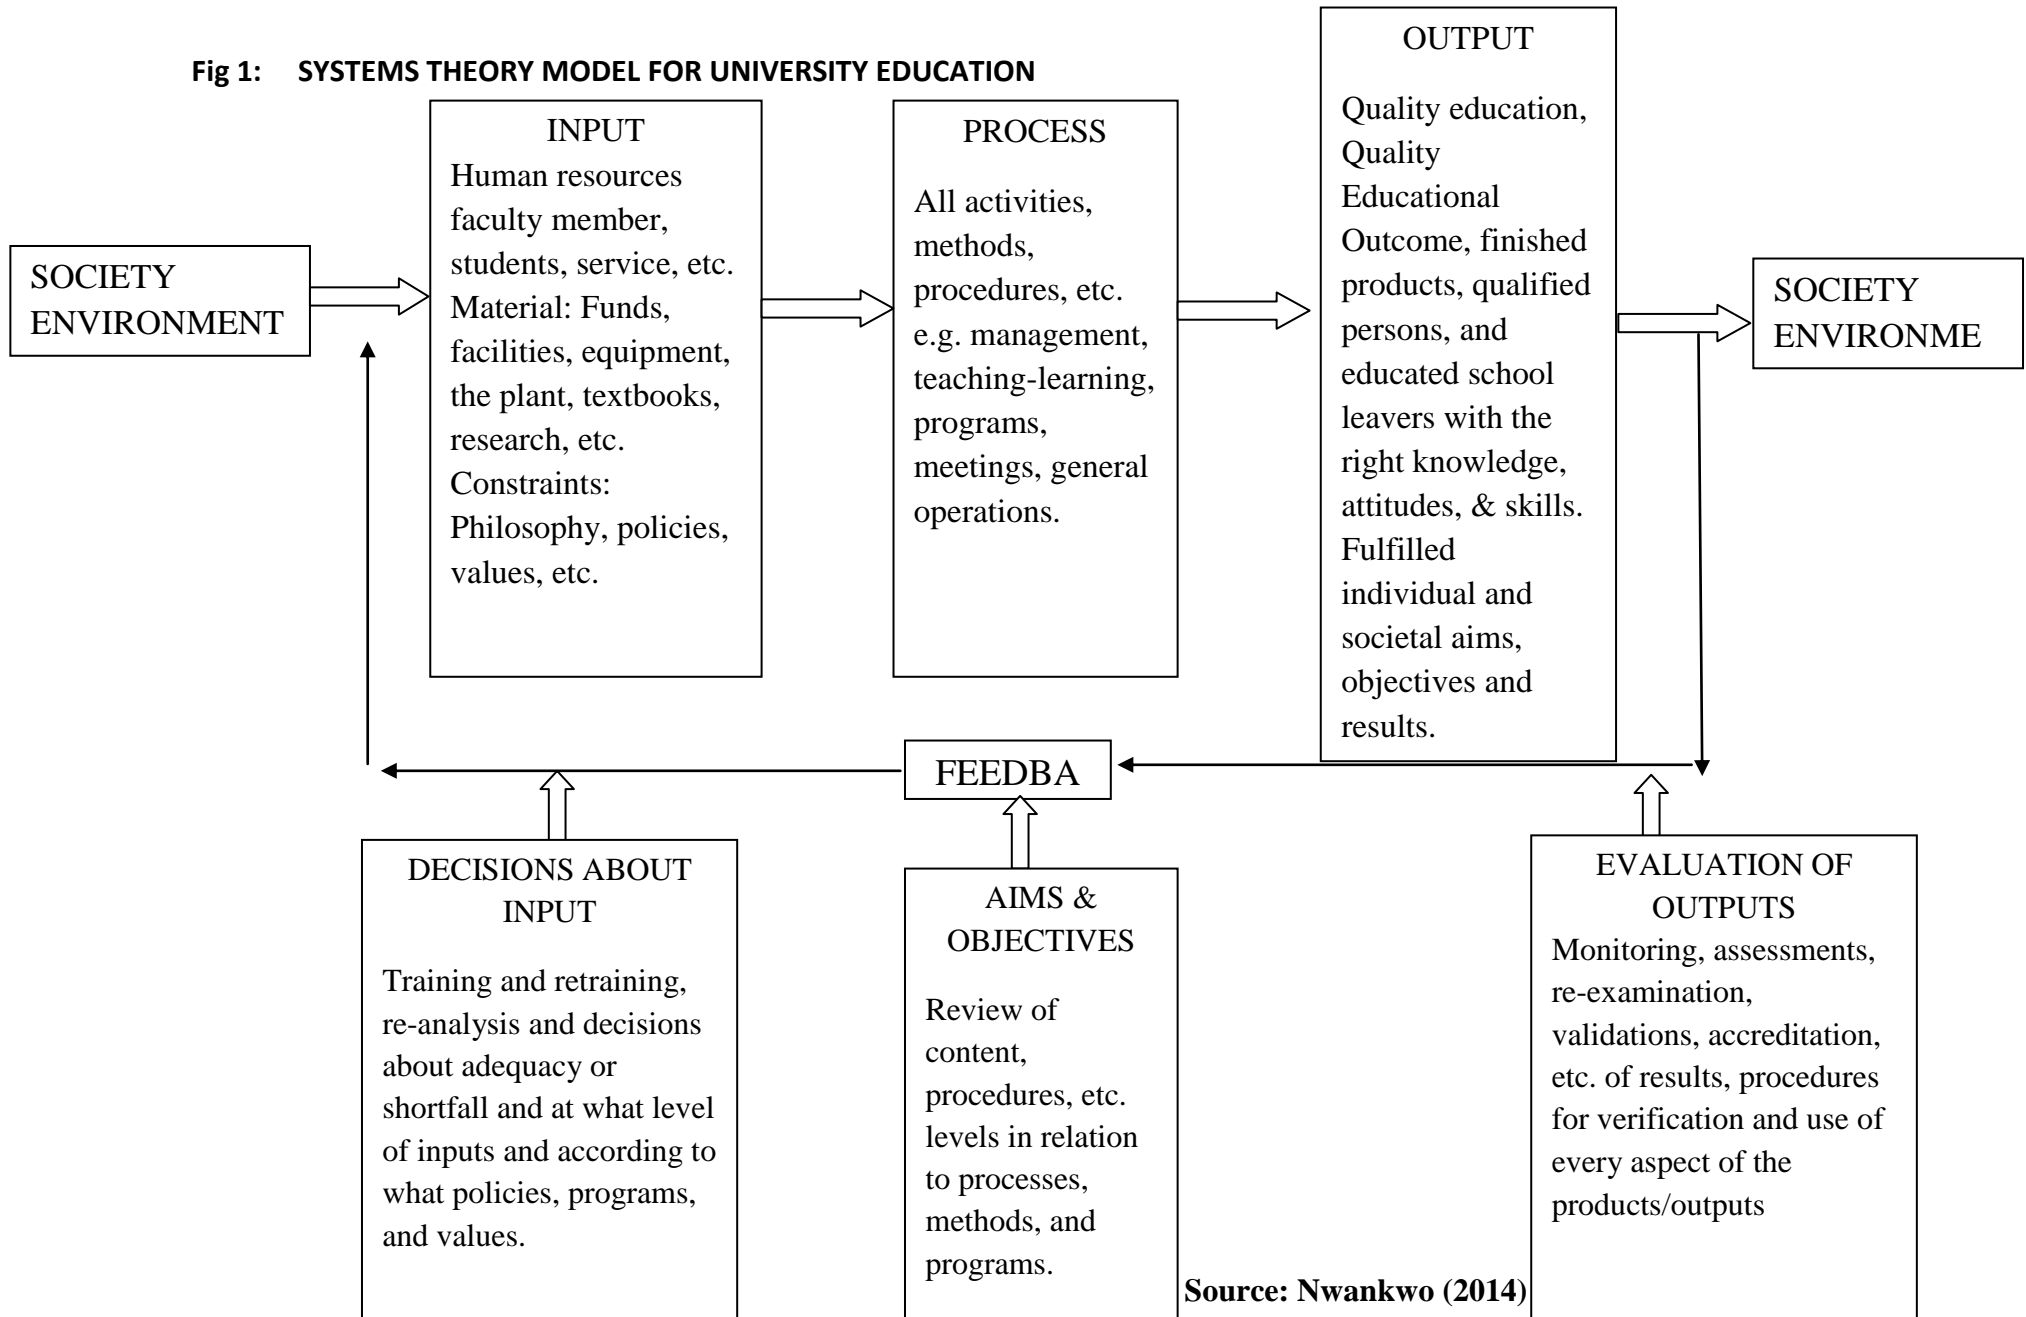 Fig 1: SYSTEMS THEORY MODEL FOR UNIVERSITY EDUCATION
SOCIETY
ENVIRONMENT
INPUT
Human resources
faculty member,
students, service, etc.
Material: Funds,
facilities, equipment,
the plant, textbooks,
research, etc.
Constraints:
Philosophy, policies,
values, etc.
PROCESS
All activities,
methods,
procedures, etc.
e.g. management,
teaching-learning,
programs,
meetings, general
operations.
OUTPUT
Quality education,
Quality
Educational
Outcome, finished
products, qualified
persons, and
educated school
leavers with the
right knowledge,
attitudes, & skills.
Fulfilled
individual and
societal aims,
objectives and
results.
SOCIETY
ENVIRONME
FEEDBA
DECISIONS ABOUT
INPUT
Training and retraining,
re-analysis and decisions
about adequacy or
shortfall and at what level
of inputs and according to
what policies, programs,
and values.
AIMS &
OBJECTIVES
Review of
content,
procedures, etc.
levels in relation
to processes,
methods, and
programs.
EVALUATION OF
OUTPUTS
Monitoring, assessments,
re-examination,
validations, accreditation,
etc. of results, procedures
for verification and use of
every aspect of the
products/outputs
Source: Nwankwo (2014)